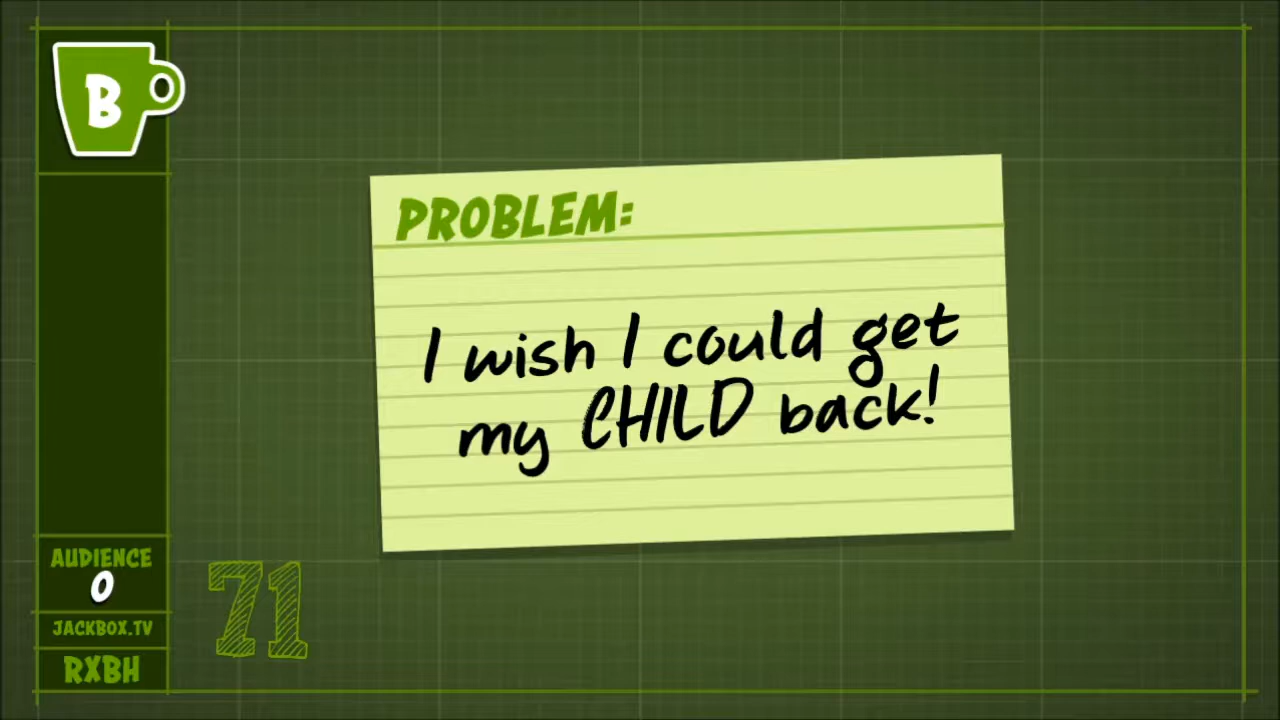 B
PROBLEM:
I wish I could get
my CHILD back!
AUDIENCE
0
JACKBOX.TV
RXBH
71